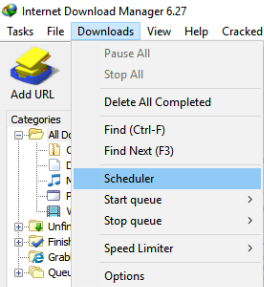 Internet Download Manager 6.27
Tasks File Downloads View Help Cracked
Pause All
Stop All
Add URL
Delete All Completed
Categories
Find (Ctrl-F)
All Do
Find Next (F3)
Scheduler
Start queue
Unfin
Stop queue
Finish
Speed Limiter
Grab
Queu
Options